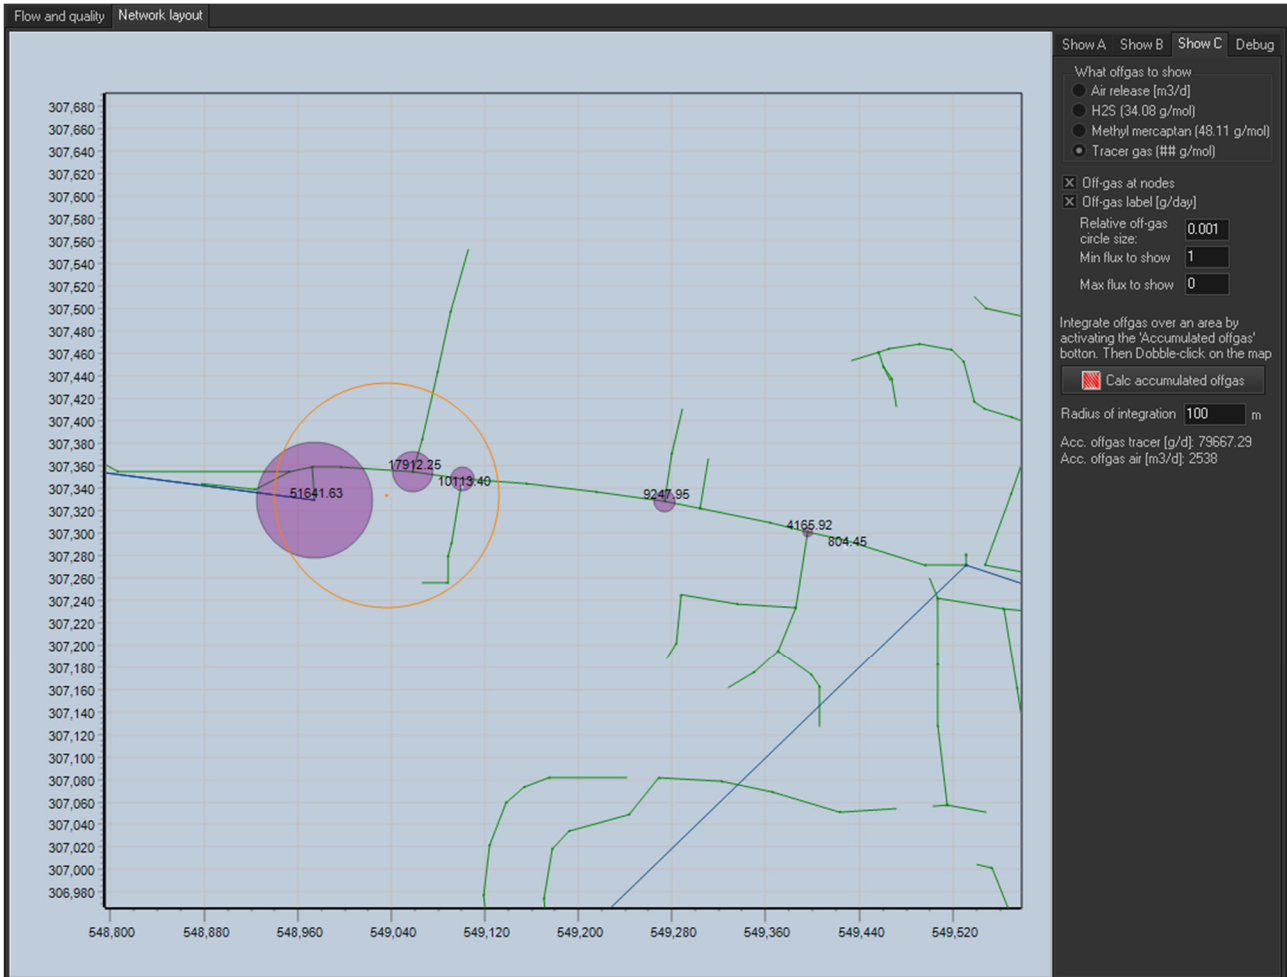 Flow and quality Network layout
Show A Show B Show C Debug
What offgas to show
Air release [m3/d]
H2S (34.08 g/mol)
Methyl mercaptan (48.11 g/mol)
Tracer gas (## g/mol)
Off-gas at nodes
Off-gas label [g/day]
Relative off-gas
circle size: 0.001
Min flux to show 1
Max flux to show 0
Integrate offgas over an area by
activating the 'Accumulated offgas'
botton. Then Dobble-click on the map
Calc accumulated offgas
Radius of integration 100 m
Acc. offgas tracer [g/d]: 79667.29
Acc. offgas air [m3/d]: 2538
307,680
307,660
307,640
307,620
307,600
307,580
307,560
307,540
307,520
307,500
307,480
307,460
307,440
307,420
307,400
307,380
307,360
307,340
307,320
307,300
307,280
307,260
307,240
307,220
307,200
307,180
307,160
307,140
307,120
307,100
307,080
307,060
307,040
307,020
307,000
306,980
17912.25
10113.40
51641.63
9247.95
4165.92
804.45
548,800 548,880 548,960 549,040 549,120 549,200 549,280 549,360 549,440 549,520